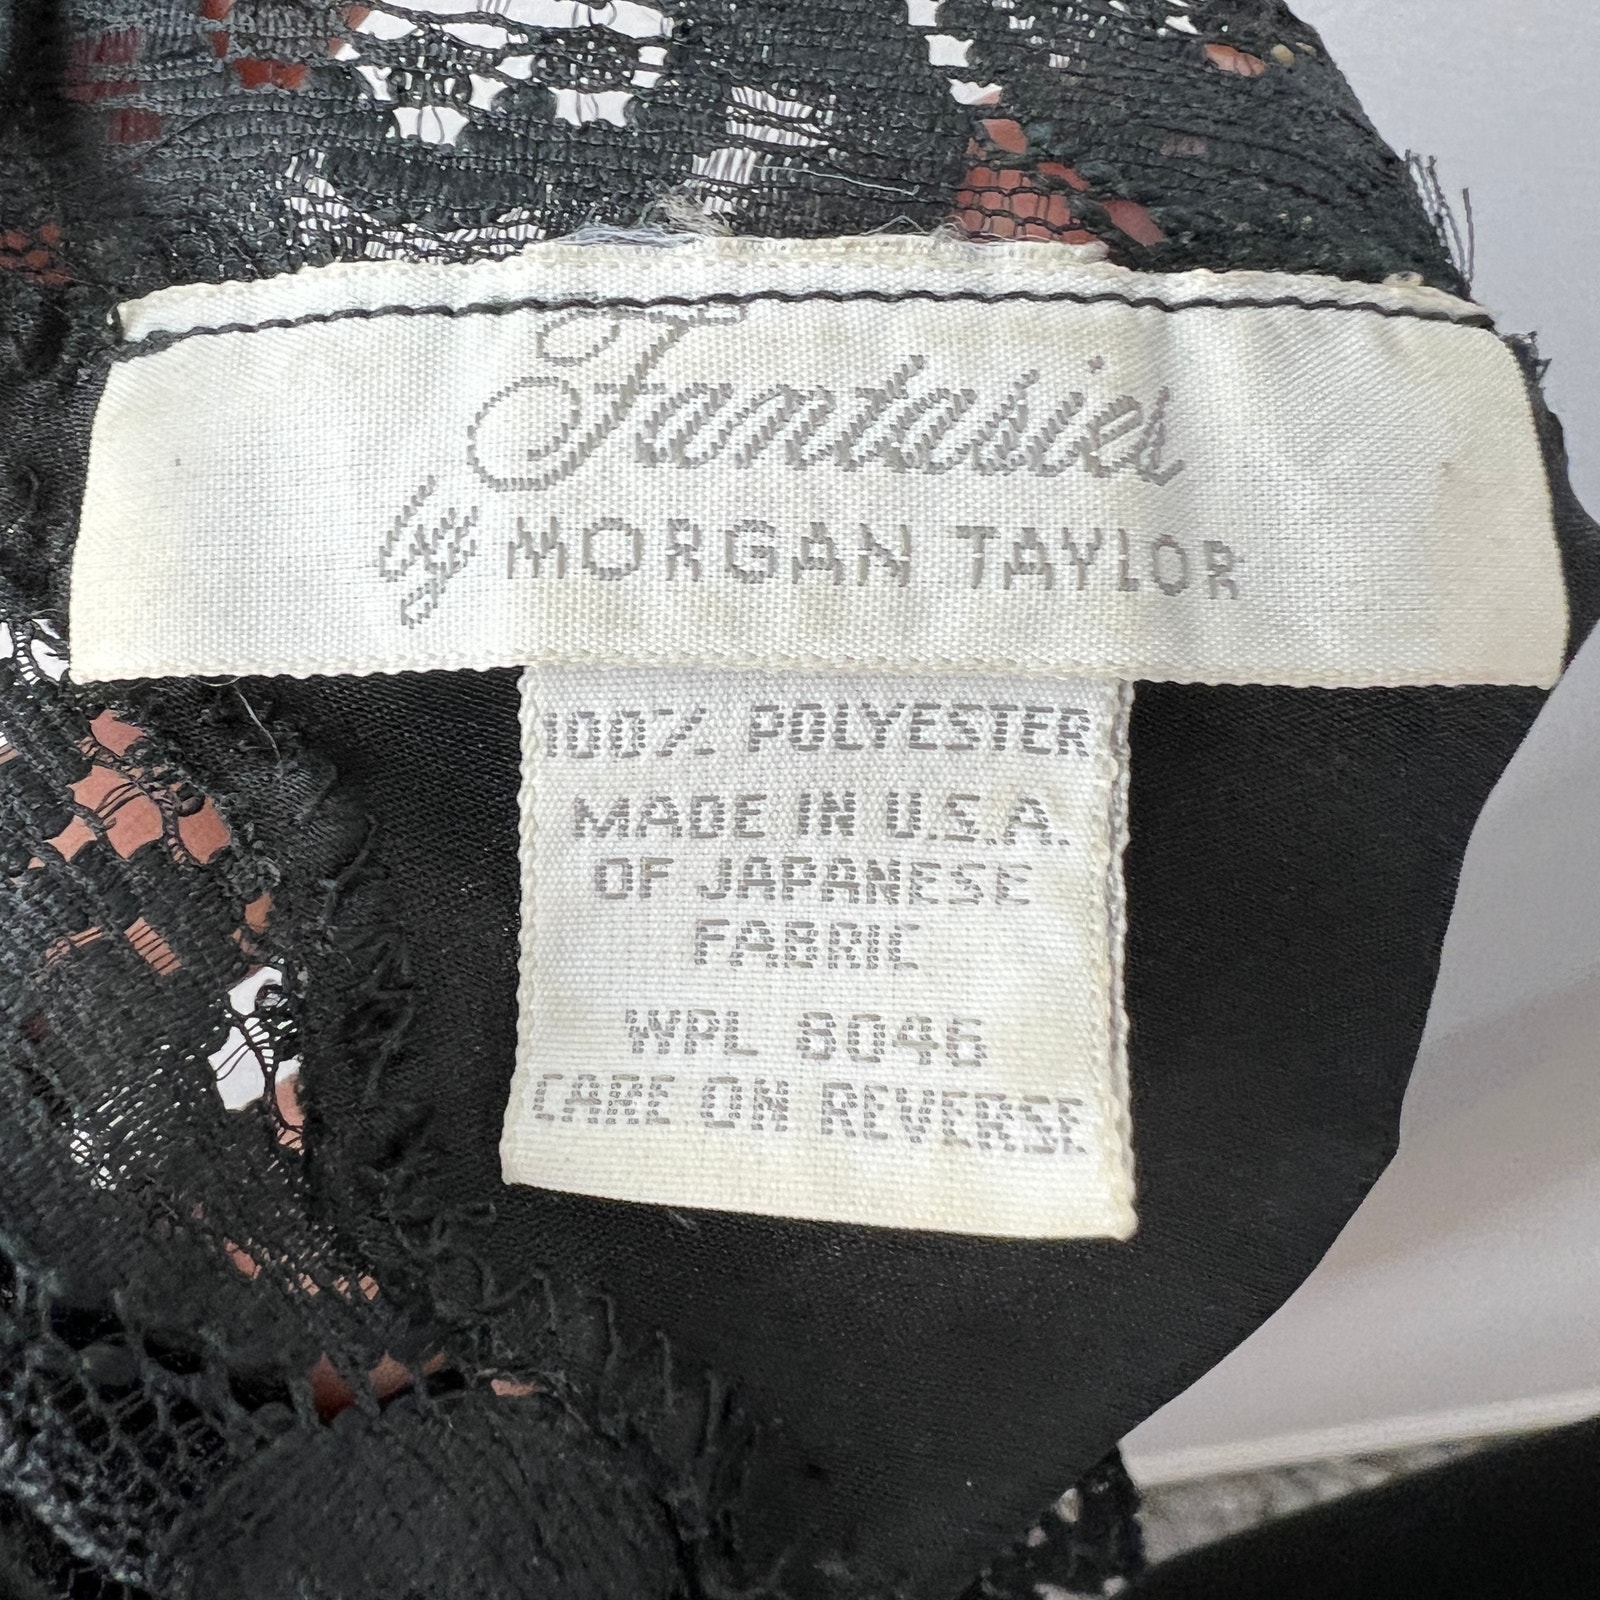 Fantasies
by MORGAN TAYLOR
100% POLYESTER
MADE IN U.S.A.
OF JAPANESE
FABRIC
WPL 8046
CARE ON REVERSE